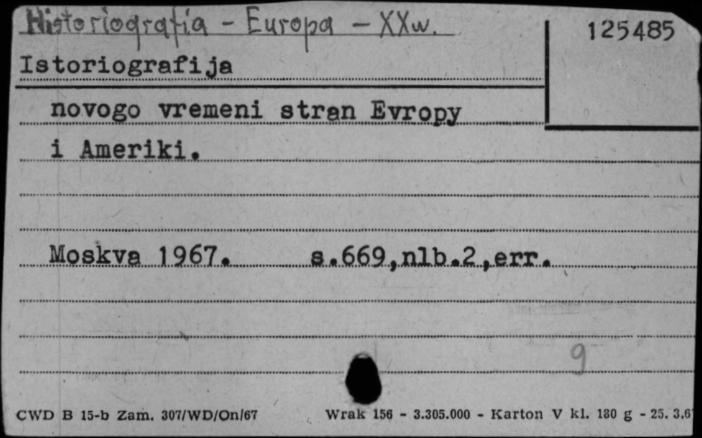 Historiografia - Europa - XXw.
125485
Istoriografija
novogo vremeni stran Evropy
i Ameriki.
Moskva 1967. s.669,nlb.2,err.
9
CWD B 15-b Zam. 307/WD/On/67 Wrak 156 - 3.305.000 - Karton V kl. 180 g - 25. 3.6